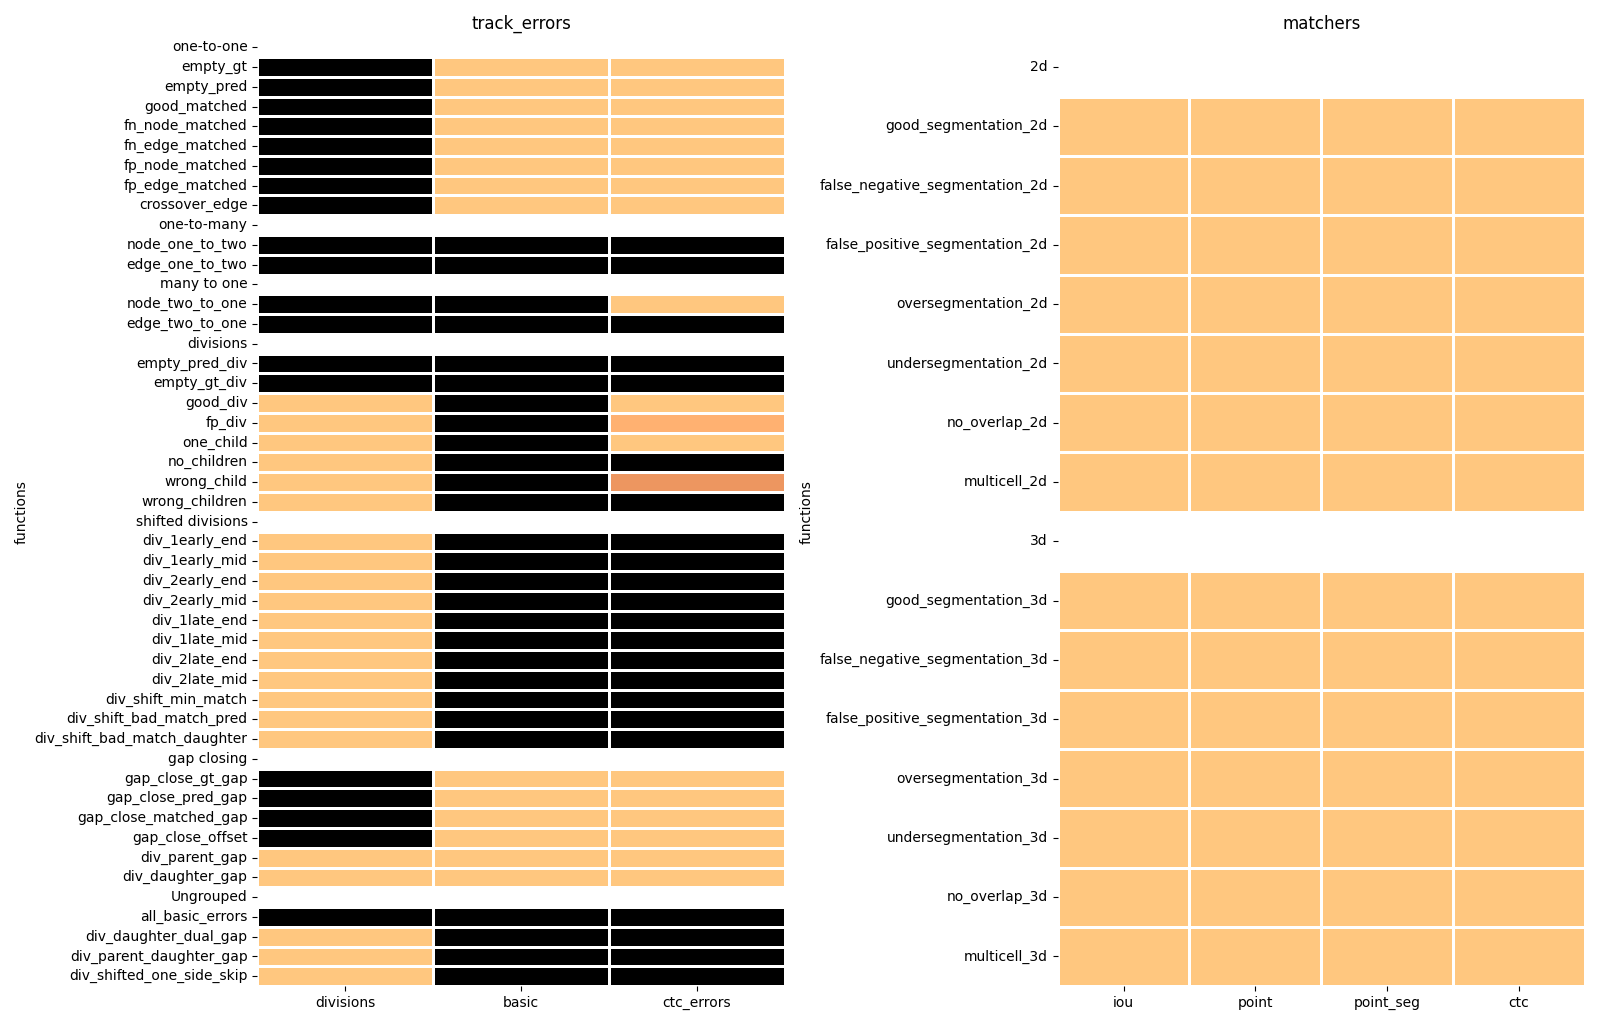 track_errors
one-to-one
empty_gt
empty_pred
good_matched
fn_node_matched
fn_edge_matched
fp_node_matched
fp_edge_matched
crossover_edge
one-to-many
node_one_to_two
edge_one_to_two
many to one
node_two_to_one
edge_two_to_one
divisions
empty_pred_div
empty_gt_div
good_div
fp_div
one_child
no_children
wrong_child
wrong_children
shifted divisions
div_1early_end
div_1early_mid
div_2early_end
div_2early_mid
div_1late_end
div_1late_mid
div_2late_end
div_2late_mid
div_shift_min_match
div_shift_bad_match_pred
div_shift_bad_match_daughter
gap closing
gap_close_gt_gap
gap_close_pred_gap
gap_close_matched_gap
gap_close_offset
div_parent_gap
div_daughter_gap
Ungrouped
all_basic_errors
div_daughter_dual_gap
div_parent_daughter_gap
div_shifted_one_side_skip
functions
divisions basic ctc_errors
matchers
2d
good_segmentation_2d
false_negative_segmentation_2d
false_positive_segmentation_2d
oversegmentation_2d
undersegmentation_2d
no_overlap_2d
multicell_2d
3d
good_segmentation_3d
false_negative_segmentation_3d
false_positive_segmentation_3d
oversegmentation_3d
undersegmentation_3d
no_overlap_3d
multicell_3d
functions
iou point point_seg ctc